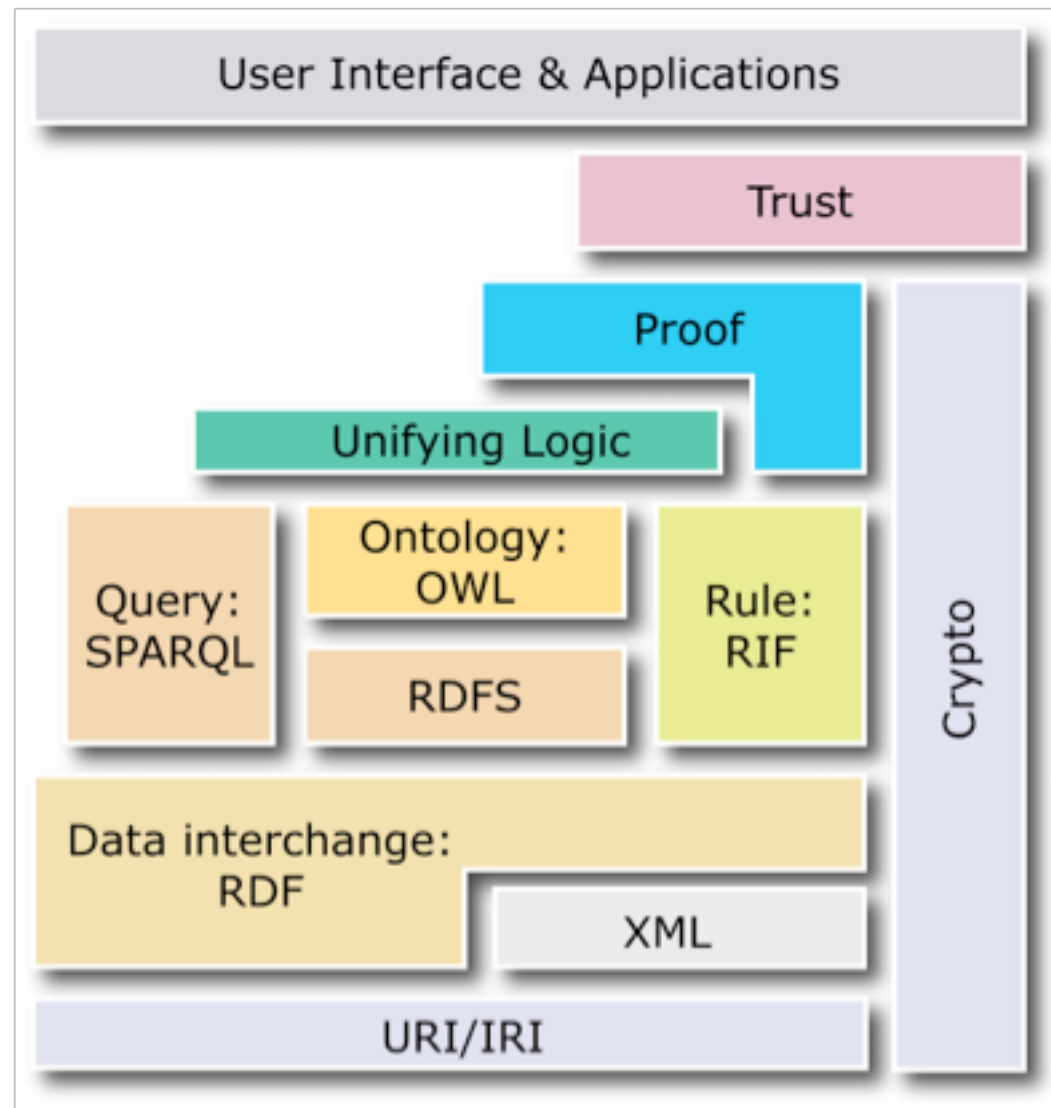 User Interface & Applications
Trust
Proof
Unifying Logic
Query:
SPARQL
Ontology:
OWL
RDFS
Rule:
RIF
Crypto
Data interchange:
RDF
XML
URI/IRI